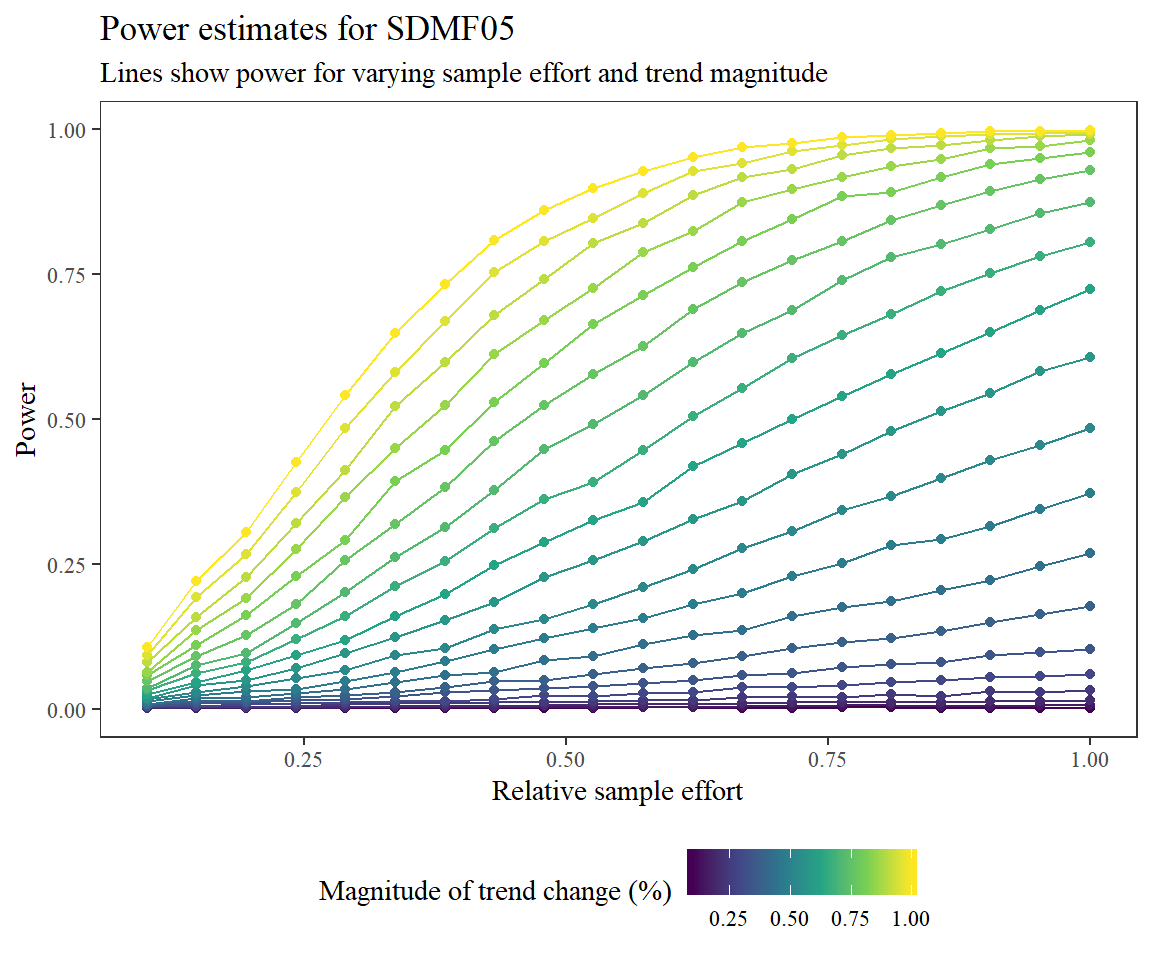 Power estimates for SDMF05
Lines show power for varying sample effort and trend magnitude
1.00
0.75
0.50
0.25
0.00
Power
0.25 0.50 0.75 1.00
Relative sample effort
Magnitude of trend change (%)
0.25 0.50 0.75 1.00